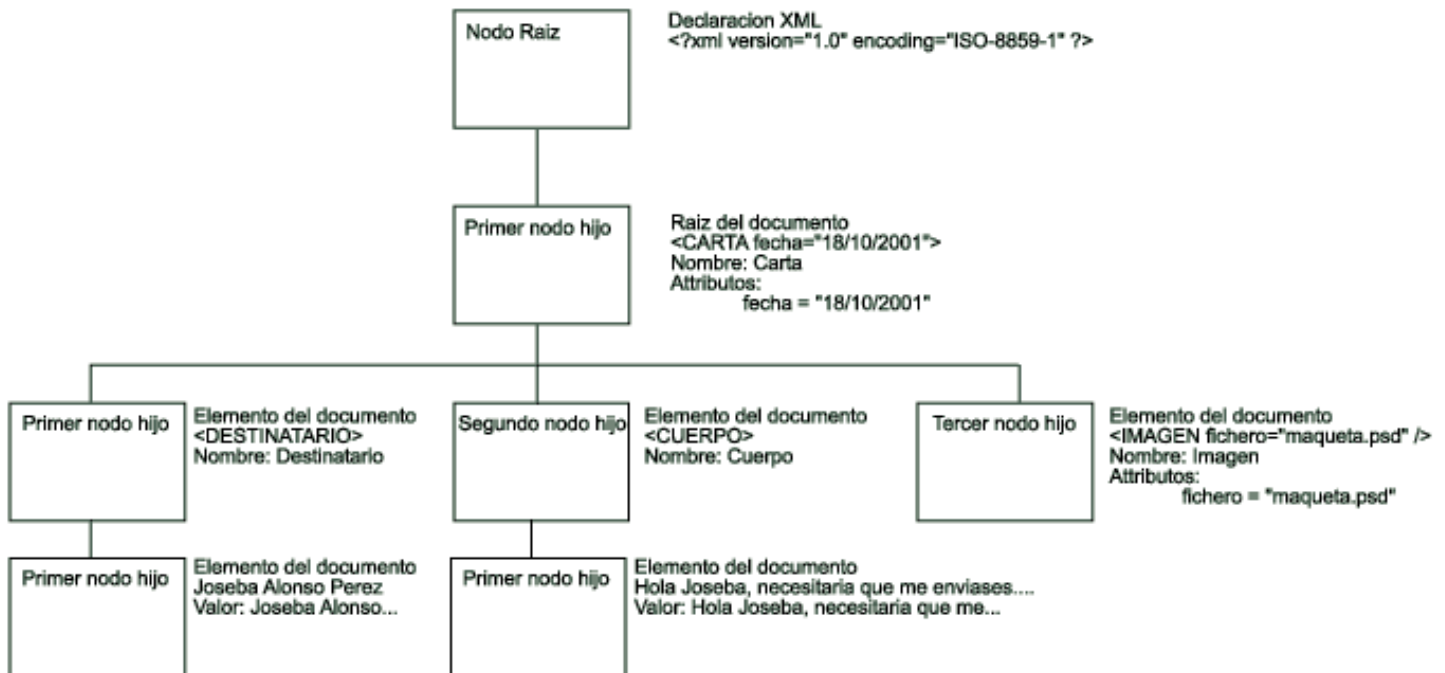 Nodo Raiz
Declaracion XML
<?xml version="1.0" encoding="ISO-8859-1" ?>
Primer nodo hijo
Raiz del documento
<CARTA fecha="18/10/2001">
Nombre: Carta
Attributos:
fecha = "18/10/2001"
Primer nodo hijo
Elemento del documento
<DESTINATARIO>
Nombre: Destinatario
Segundo nodo hijo
Elemento del documento
<CUERPO>
Nombre: Cuerpo
Tercer nodo hijo
Elemento del documento
<IMAGEN fichero="maqueta.psd" />
Nombre: Imagen
Attributos:
fichero = "maqueta.psd"
Primer nodo hijo
Elemento del documento
Joseba Alonso Perez
Valor: Joseba Alonso...
Primer nodo hijo
Elemento del documento
Hola Joseba, necesitaria que me enviases....
Valor: Hola Joseba, necesitaria que me...